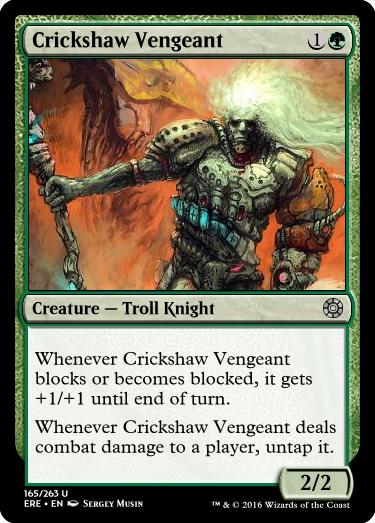 Crickshaw Vengeant 1
Creature — Troll Knight
Whenever Crickshaw Vengeant
blocks or becomes blocked, it gets
+1/+1 until end of turn.
Whenever Crickshaw Vengeant deals
combat damage to a player, untap it.
2/2
165/263 U
ERE • EN Sergey Musin ™ & © 2016 Wizards of the Coast